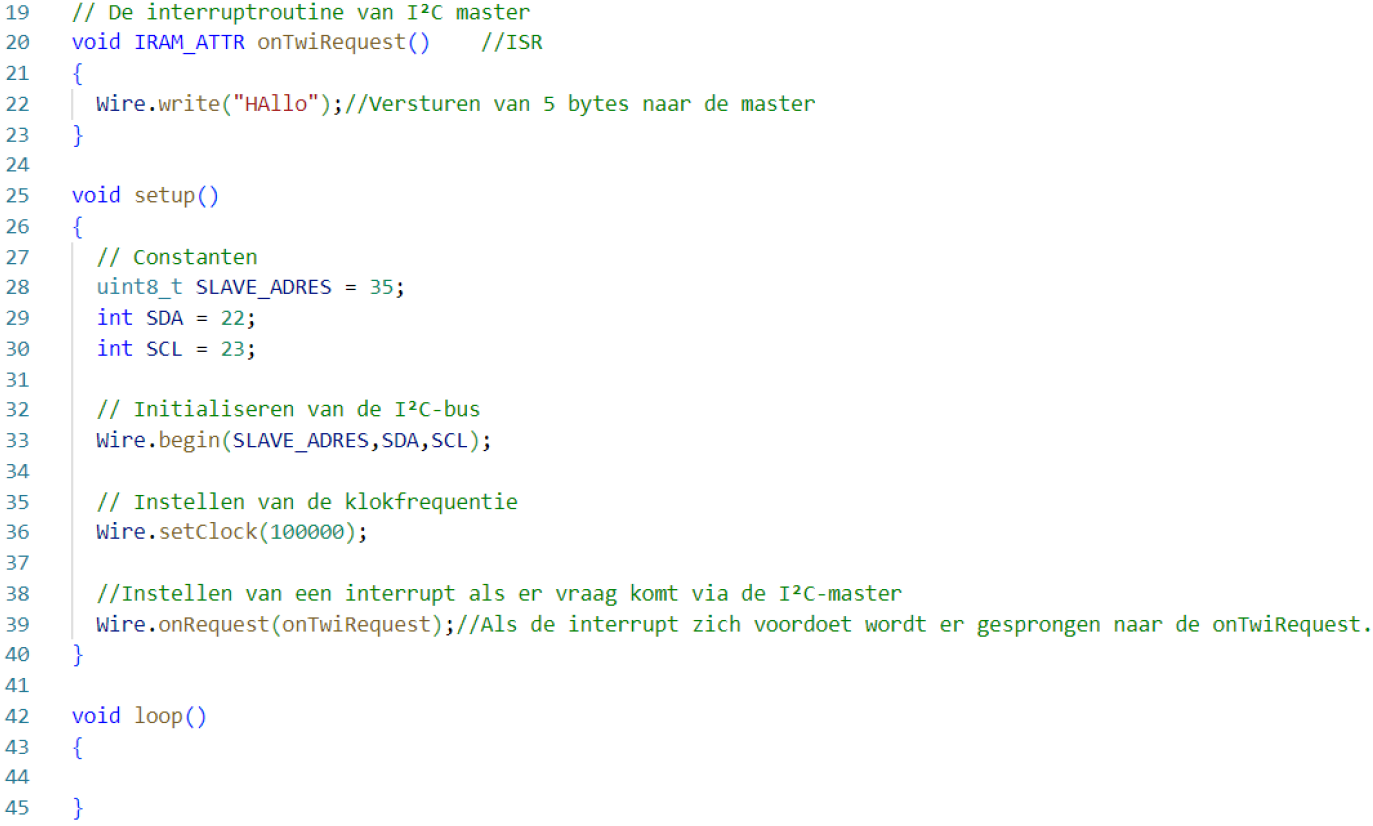 19 // De interruptroutine van I²C master
20 void IRAM_ATTR onTwiRequest() //ISR
21 {
22 Wire.write("HAllo");//Versturen van 5 bytes naar de master
23 }
24
25 void setup()
26 {
27 // Constanten
28 uint8_t SLAVE_ADRES = 35;
29 int SDA = 22;
30 int SCL = 23;
31
32 // Initialiseren van de I²C-bus
33 Wire.begin(SLAVE_ADRES,SDA,SCL);
34
35 // Instellen van de klokfrequentie
36 Wire.setClock(100000);
37
38 //Instellen van een interrupt als er vraag komt via de I²C-master
39 Wire.onRequest(onTwiRequest);//Als de interrupt zich voordoet wordt er gesprongen naar de onTwiRequest.
40 }
41
42 void loop()
43 {
44
45 }